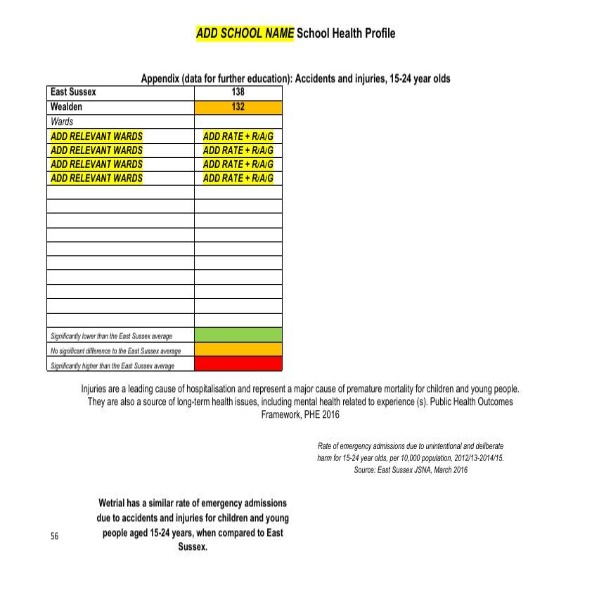 ADD SCHOOL NAME School Health Profile
Appendix (data for further education): Accidents and injuries, 15-24 year olds
East Sussex 138
Wealden 132
Wards
ADD RELEVANT WARDS ADD RATE + R/A/G
ADD RELEVANT WARDS ADD RATE + R/A/G
ADD RELEVANT WARDS ADD RATE + R/A/G
ADD RELEVANT WARDS ADD RATE + R/A/G
Significantly lower than the East Sussex average
No significant difference to the East Sussex average
Significantly higher than the East Sussex average
Injuries are a leading cause of hospitalisation and represent a major cause of premature mortality for children and young people.
They are also a source of long-term health issues, including mental health related to experience (s). Public Health Outcomes
Framework, PHE 2016
Rate of emergency admissions due to unintentional and deliberate
harm for 15-24 year olds, per 10,000 population, 2012/13-2014/15.
Source: East Sussex JSNA, March 2016
Wetrial has a similar rate of emergency admissions
due to accidents and injuries for children and young
people aged 15-24 years, when compared to East
Sussex.
56